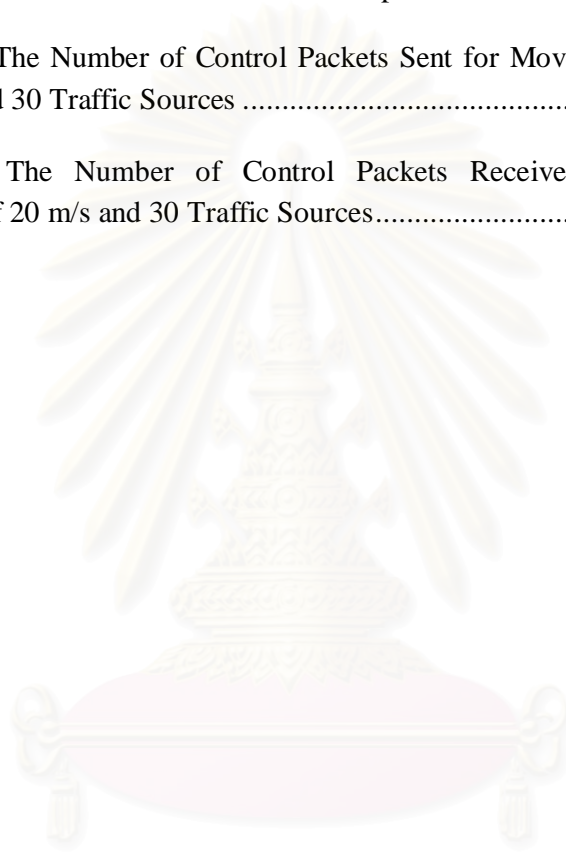 The Number of Control Packets Sent for Mov
30 Traffic Sources ........................................
The Number of Control Packets Receive
20 m/s and 30 Traffic Sources.........................